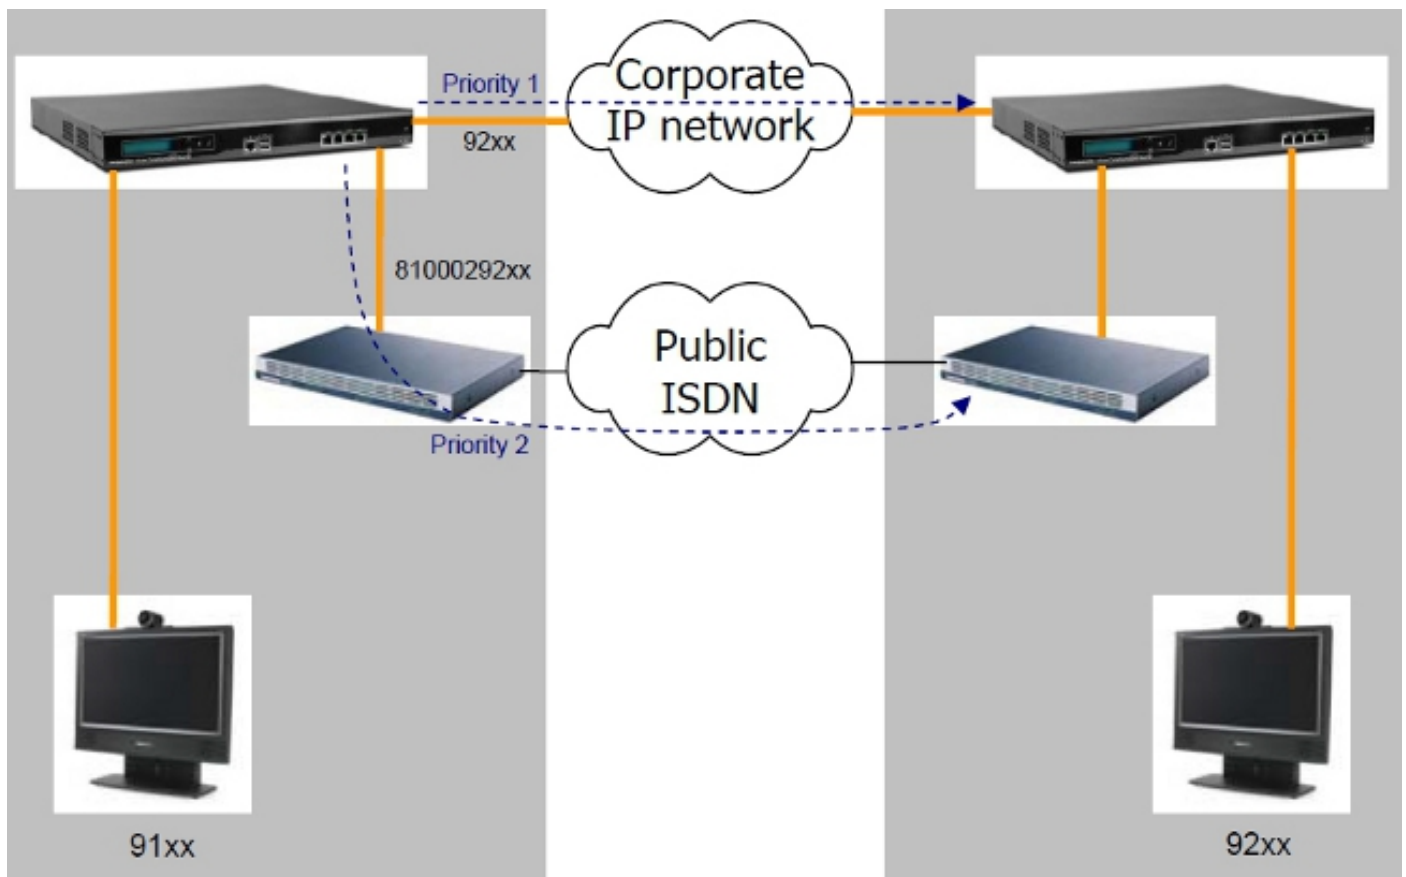 Priority 1
Corporate
IP network
92xx
81000292xx
Public
ISDN
Priority 2
91xx
92xx